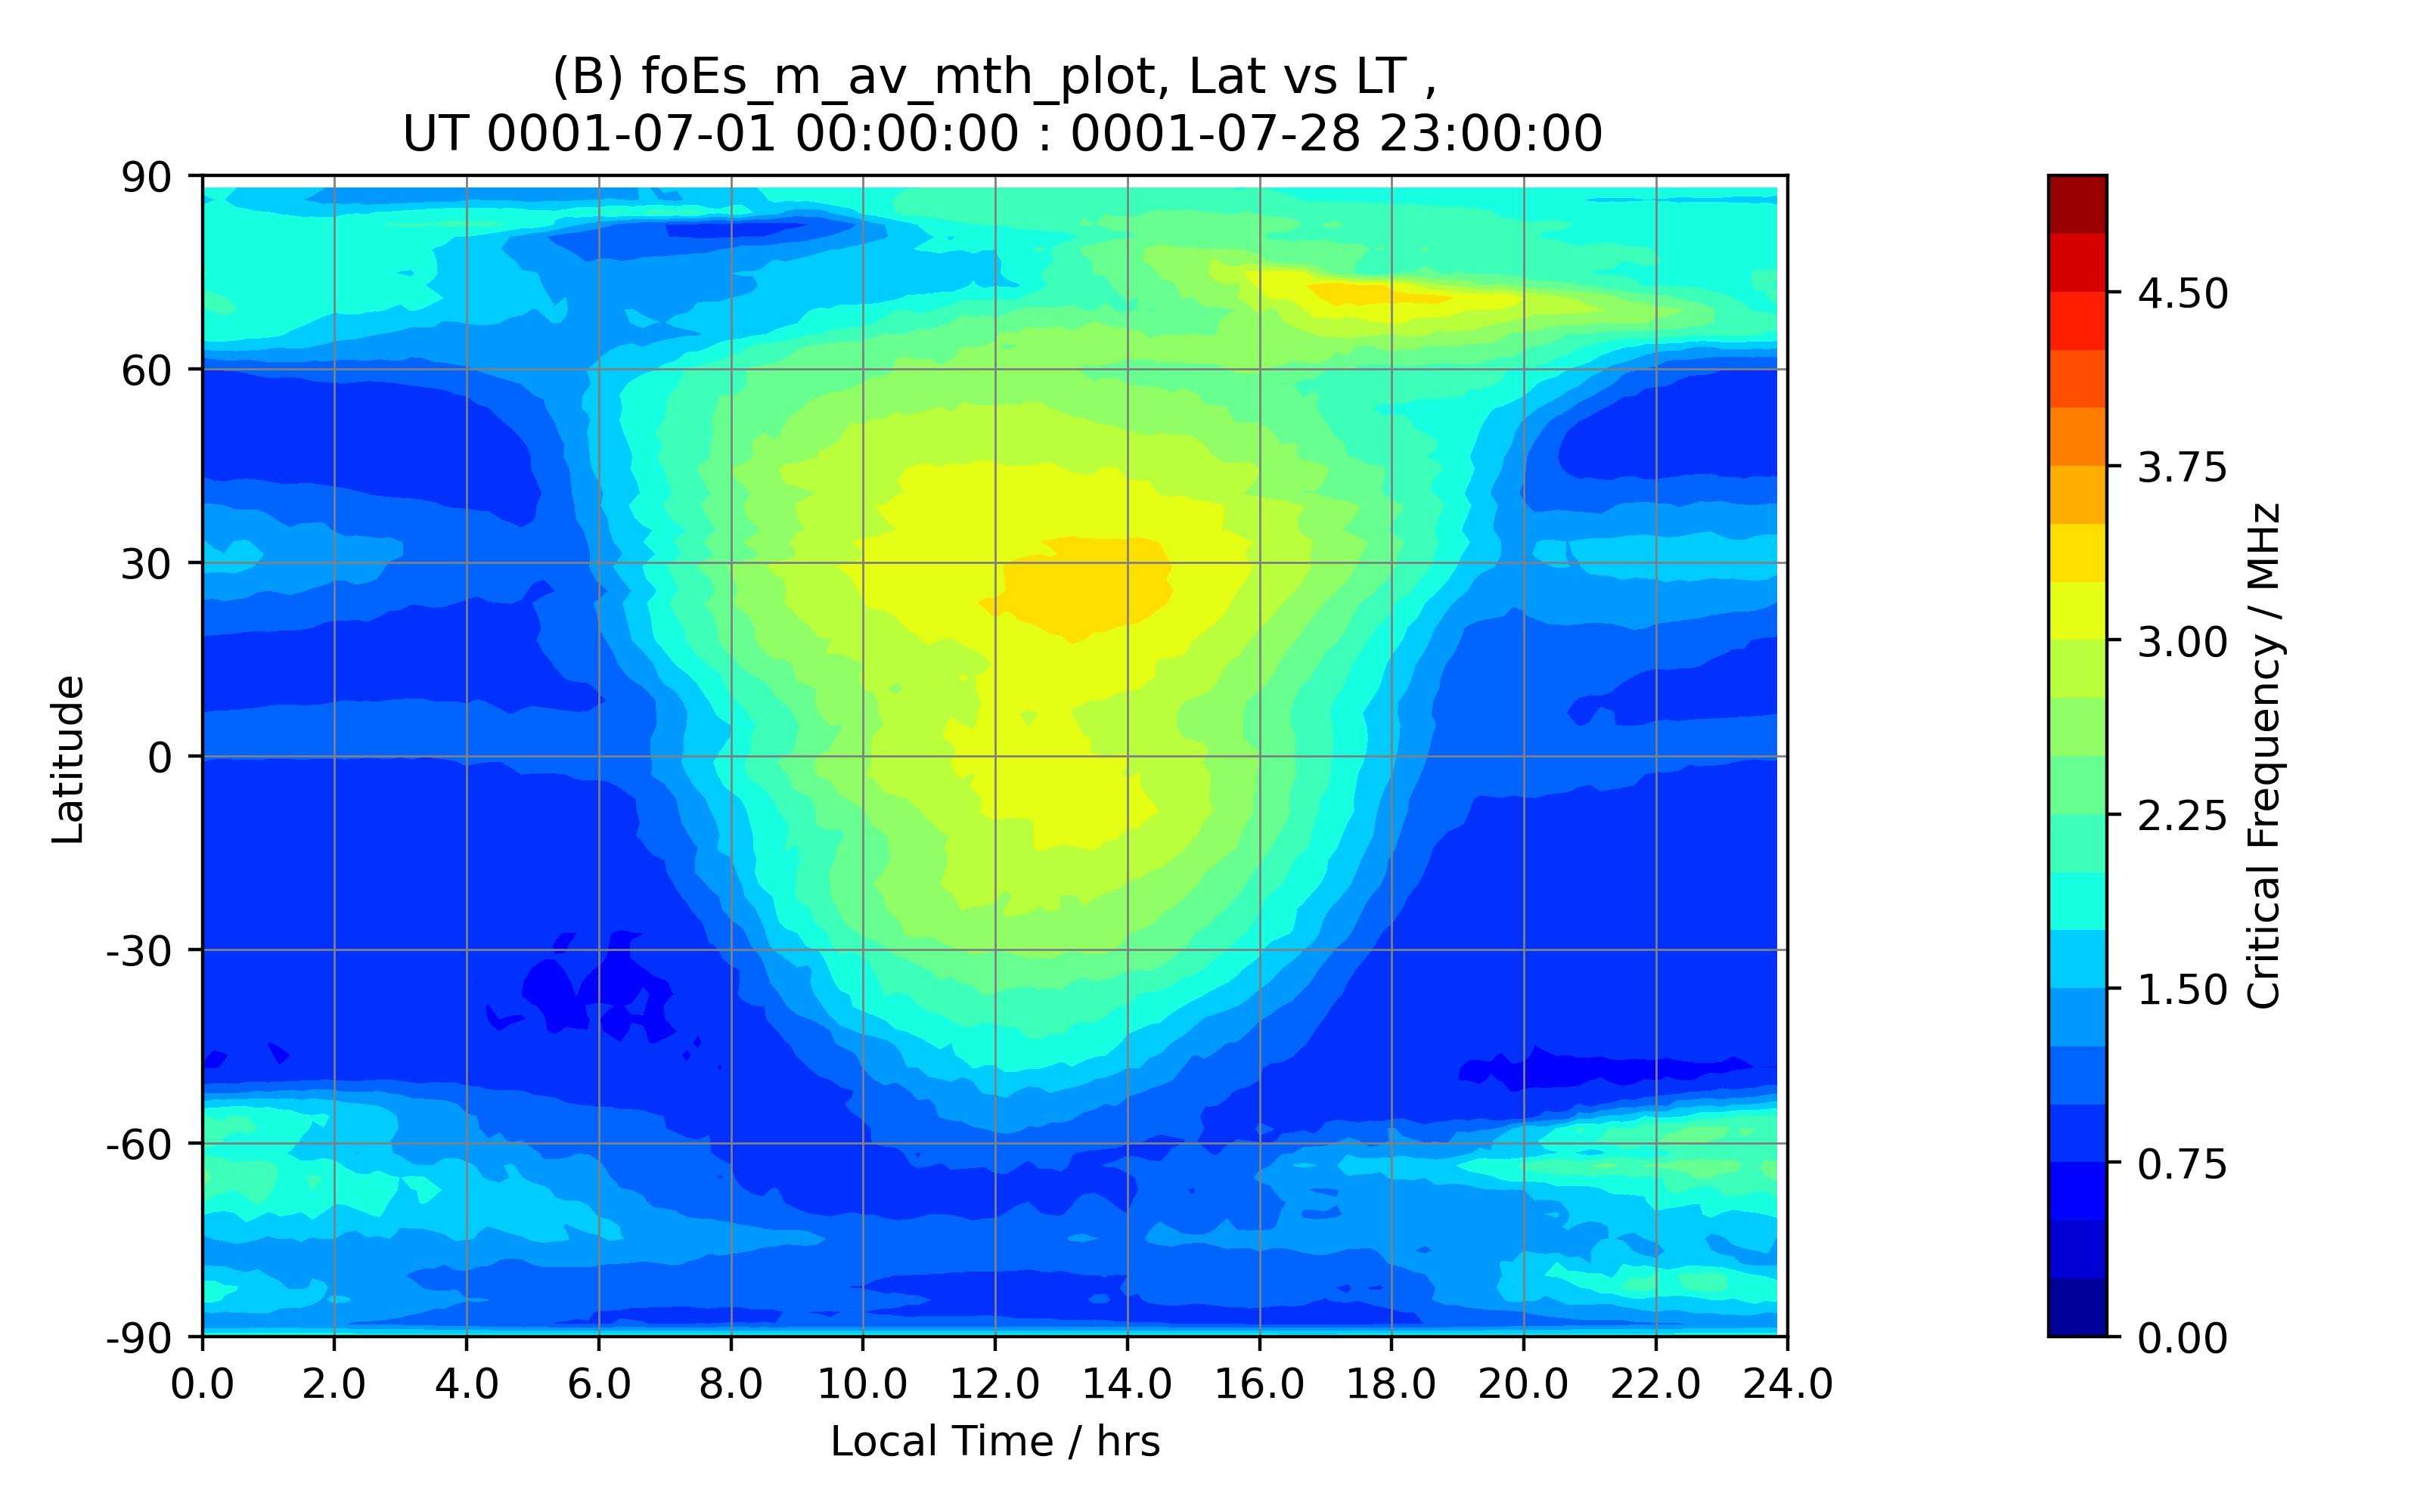 (B) foEs_m_av_mth_plot, Lat vs LT ,
UT 0001-07-01 00:00:00 : 0001-07-28 23:00:00
90
60
30
0
-30
-60
-90
Latitude
0.0 2.0 4.0 6.0 8.0 10.0 12.0 14.0 16.0 18.0 20.0 22.0 24.0
Local Time / hrs
4.50
3.75
3.00
2.25
1.50
0.75
0.00
Critical Frequency / MHz